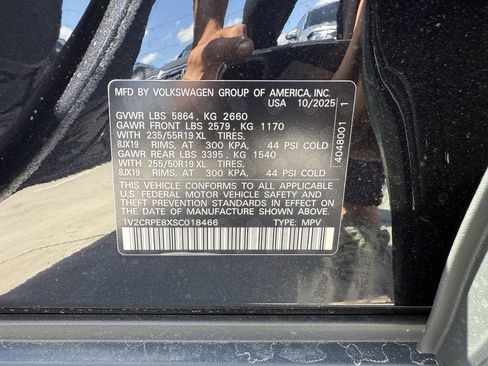 MFD BY VOLKSWAGEN GROUP OF AMERICA, INC.
USA 10/2025
GVWR LBS 5864, KG 2660
GAWR FRONT LBS 2579, KG 1170
WITH 235/55R19 XL
8JX19 RIMS, AT 300 KPA, 44 PSI COLD
GAWR REAR LBS 3395, KG 1540
WITH 255/50R19 XL
8JX19 RIMS, AT 300 KPA, 44 PSI COLD
THIS VEHICLE CONFORMS TO ALL APPLICABLE
U.S. FEDERAL MOTOR VEHICLE SAFETY AND
THEFT PREVENTION STANDARDS IN EFFECT ON
THE DATE OF MANUFACTURE SHOWN ABOVE.
1V2CRPE8XSC018466 TYPE: MPV
4048001 1